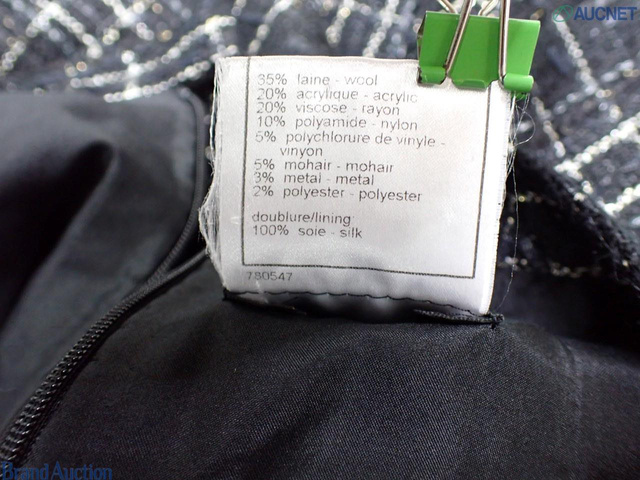 AUCNET
35% laine - wool
20% acrylique - acrylic
20% viscose - rayon
10% polyamide - nylon
5% polychlorure de vinyle -
vinyon
5% mohair - mohair
3% metal - metal
2% polyester - polyester
doublure/lining
100% soie - silk
780547
Brand Auction